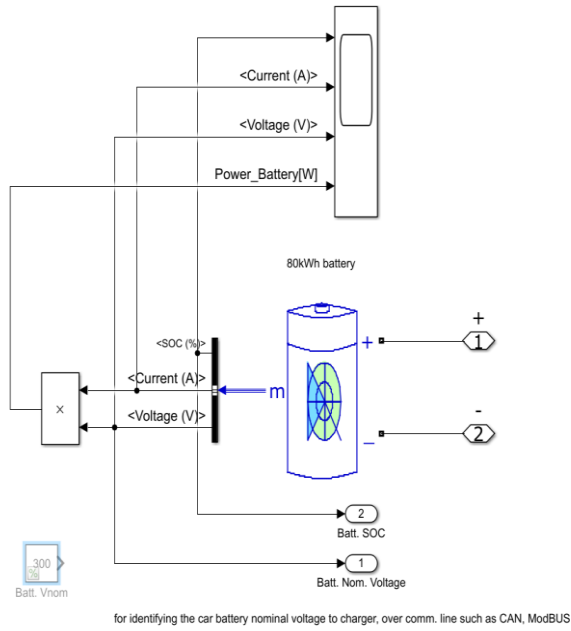 <Current (A)>
<Voltage (V)>
Power_Battery[W]
80kWh battery
+
1
<SOC (%)>
+
<Current (A)>
m
×
<Voltage (V)>
-
2
_
2
Batt. SOC
300
%
1
Batt. Vnom
Batt. Nom. Voltage
for identifying the car battery nominal voltage to charger, over comm. line such as CAN, ModBUS